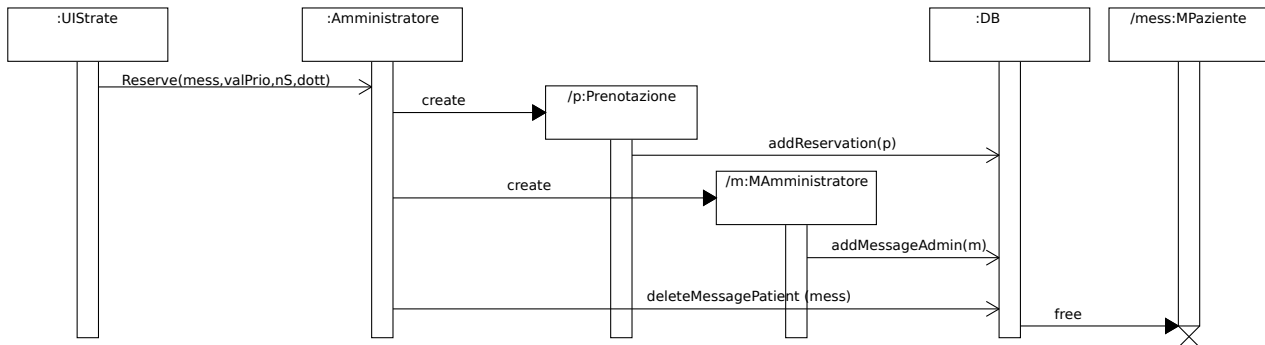 :UIStrate
:Amministratore
:DB
/mess:MPaziente
Reserve(mess,valPrio,nS,dott)
create
/p:Prenotazione
addReservation(p)
create
/m:MAmministratore
addMessageAdmin(m)
deleteMessagePatient (mess)
free